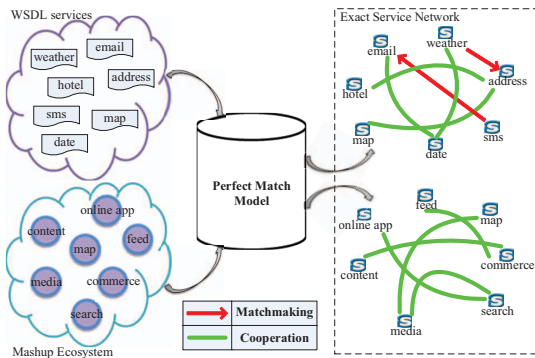 WSDL services
email
weather
address
hotel
sms
map
date
online app
content
feed
map
media
commerce
search
Mashup Ecosystem
Perfect Match
Model
Matchmaking
Cooperation
Exact Service Network
email
weather
address
hotel
sms
map
date
feed
online app
map
content
commerce
search
media